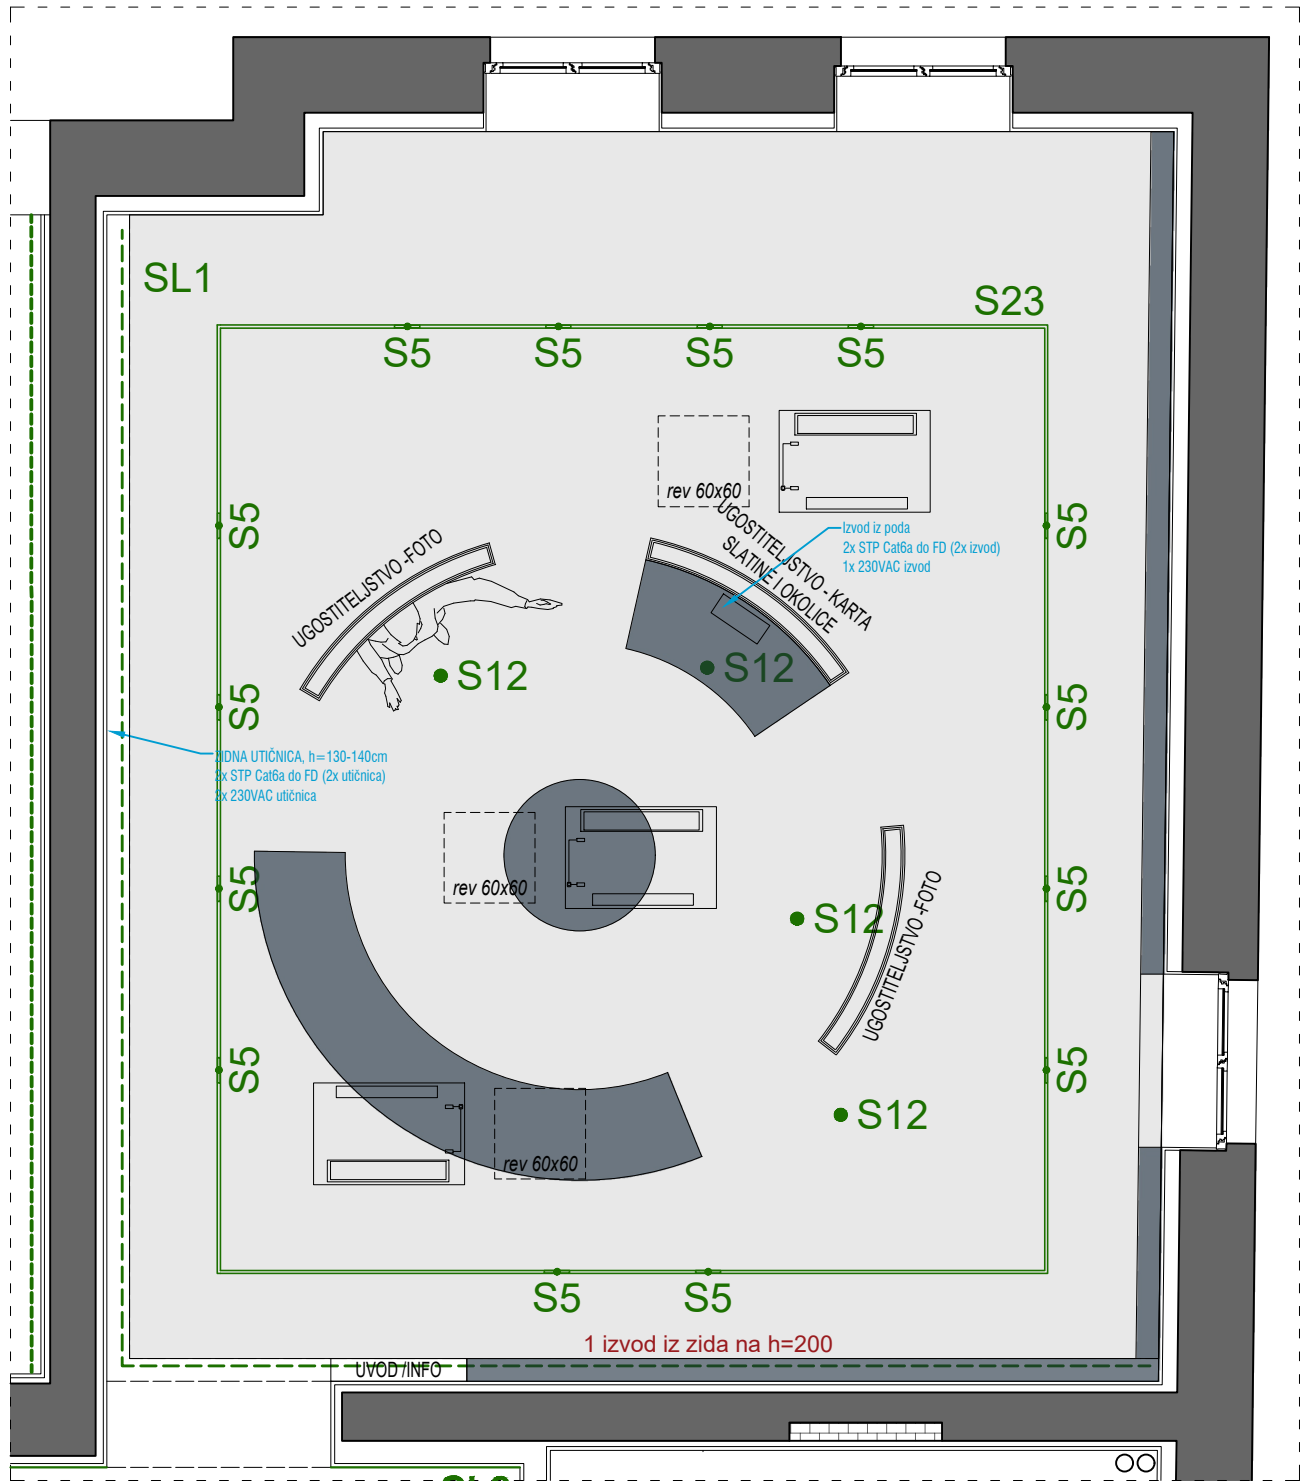 SL1
S23
S5
S5
S5
S5
rev 60x60
UGOSTITELJSTVO - KARTA
SLATINE I OKOLICE
Izvod iz poda
2x STP Cat6a do FD (2x izvod)
1x 230VAC izvod
S5
S5
UGOSTITELJSTVO -FOTO
S12
S12
S5
S5
ŽIDNA UTIČNICA, h=130-140cm
2x STP Cat6a do FD (2x utičnica)
2x 230VAC utičnica
rev 60x60
S5
S5
S12
UGOSTITELJSTVO -FOTO
S5
S5
S12
rev 60x60
S5
S5
1 izvod iz zida na h=200
UVOD /INFO